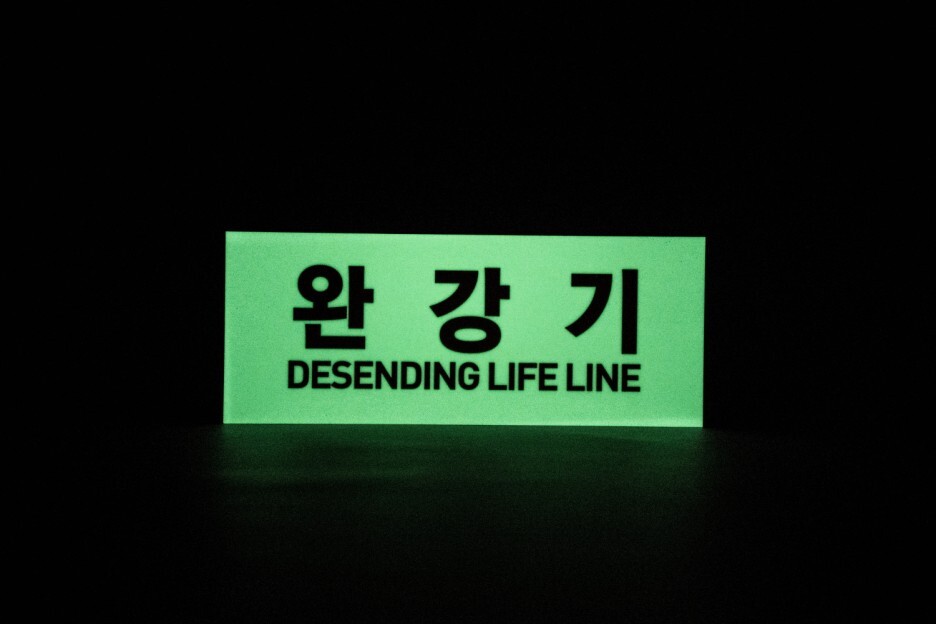 완 강 기
DESENDING LIFE LINE